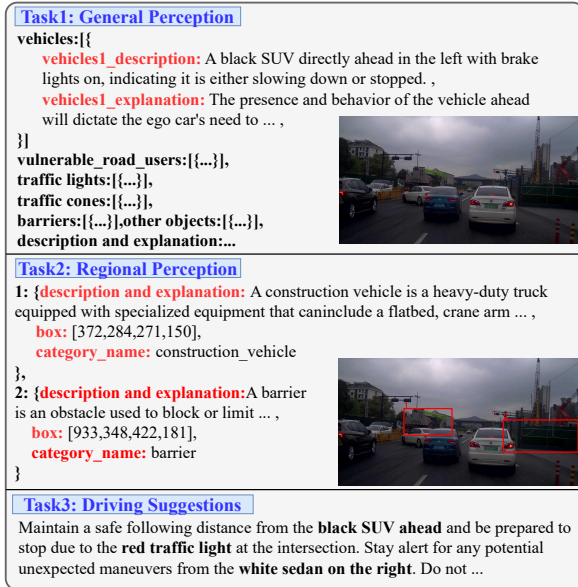 Task1: General Perception
vehicles:[{
vehicles1_description: A black SUV directly ahead in the left with brake
lights on, indicating it is either slowing down or stopped. ,
vehicles1_explanation: The presence and behavior of the vehicle ahead
will dictate the ego car's need to ... ,
}]
vulnerable_road_users:[{...}],
traffic lights:[{...}],
traffic cones:[{...}],
barriers:[{...}],other objects:[{...}],
description and explanation:...
Task2: Regional Perception
1: {description and explanation: A construction vehicle is a heavy-duty truck
equipped with specialized equipment that caninclude a flatbed, crane arm ... ,
box: [372,284,271,150],
category_name: construction_vehicle
},
2: {description and explanation:A barrier
is an obstacle used to block or limit ... ,
box: [933,348,422,181],
category_name: barrier
}
Task3: Driving Suggestions
Maintain a safe following distance from the black SUV ahead and be prepared to
stop due to the red traffic light at the intersection. Stay alert for any potential
unexpected maneuvers from the white sedan on the right. Do not ...